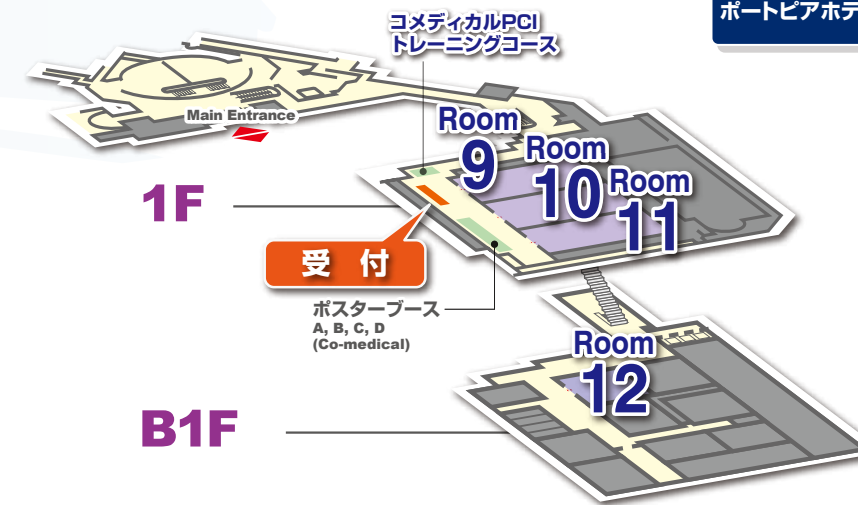 ポートピアホテ
コメディカルPCI
トレーニングコース
Main Entrance
Room
9
Room
10
Room
11
1F
受 付
ポスターブース
A, B, C, D
(Co-medical)
Room
12
B1F